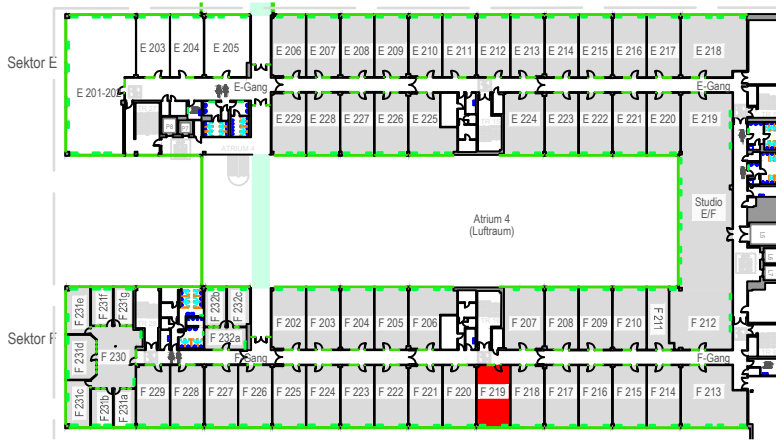 E 203 E 204 E 205 E 206 E 207 E 208 E 209 E 210 E 211 E 212 E 213 E 214 E 215 E 216 E 217 E 218
Sektor E
E 201-202 E-Gang E-Gang
E 229 E 228 E 227 E 226 E 225 E 224 E 223 E 222 E 221 E 220 E 219
ATRIUM 4
Studio
E/F
Atrium 4
(Luftraum)
F 231e F 231f F 231g F 232b F 232c
F 202 F 203 F 204 F 205 F 206 F 207 F 208 F 209 F 210 F 211 F 212
Sektor F
F 231d F 230 F 232a
F-Gang F-Gang
F 231c F 231b F 231a F 229 F 228 F 227 F 226 F 225 F 224 F 223 F 222 F 221 F 220 F 219 F 218 F 217 F 216 F 215 F 214 F 213